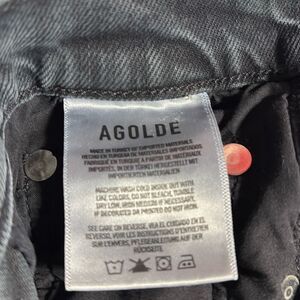 AGOLDE
MADE IN TURKEY OF IMPORTED MATERIALS
HECHO EN TURQUIA DE MATERIALES IMPORTADOS
FABRIQUE EN TURQUIE A PARTIR DE MATERIAUX
IMPORTES. IN DER TÜRKEI HERGESTELLT MIT
IMPORTIERTEN MATERIALIEN
MACHINE WASH COLD INSIDE OUT WITH
LIKE COLORS, DO NOT BLEACH, TUMBLE
DRY LOW, IRON MEDIUM IF NECESSARY.
IF DECORATED DO NOT IRON PRINTED
SEE CARE ON REVERSE. VEA EL CUIDADO EN EL
REVERSO. VOIR LES INSTRUCTIONS D'ENTRETIEN
SUR L'ENVERS. PFLEGEANLEITUNG AUF DER
RÜCKSEITE